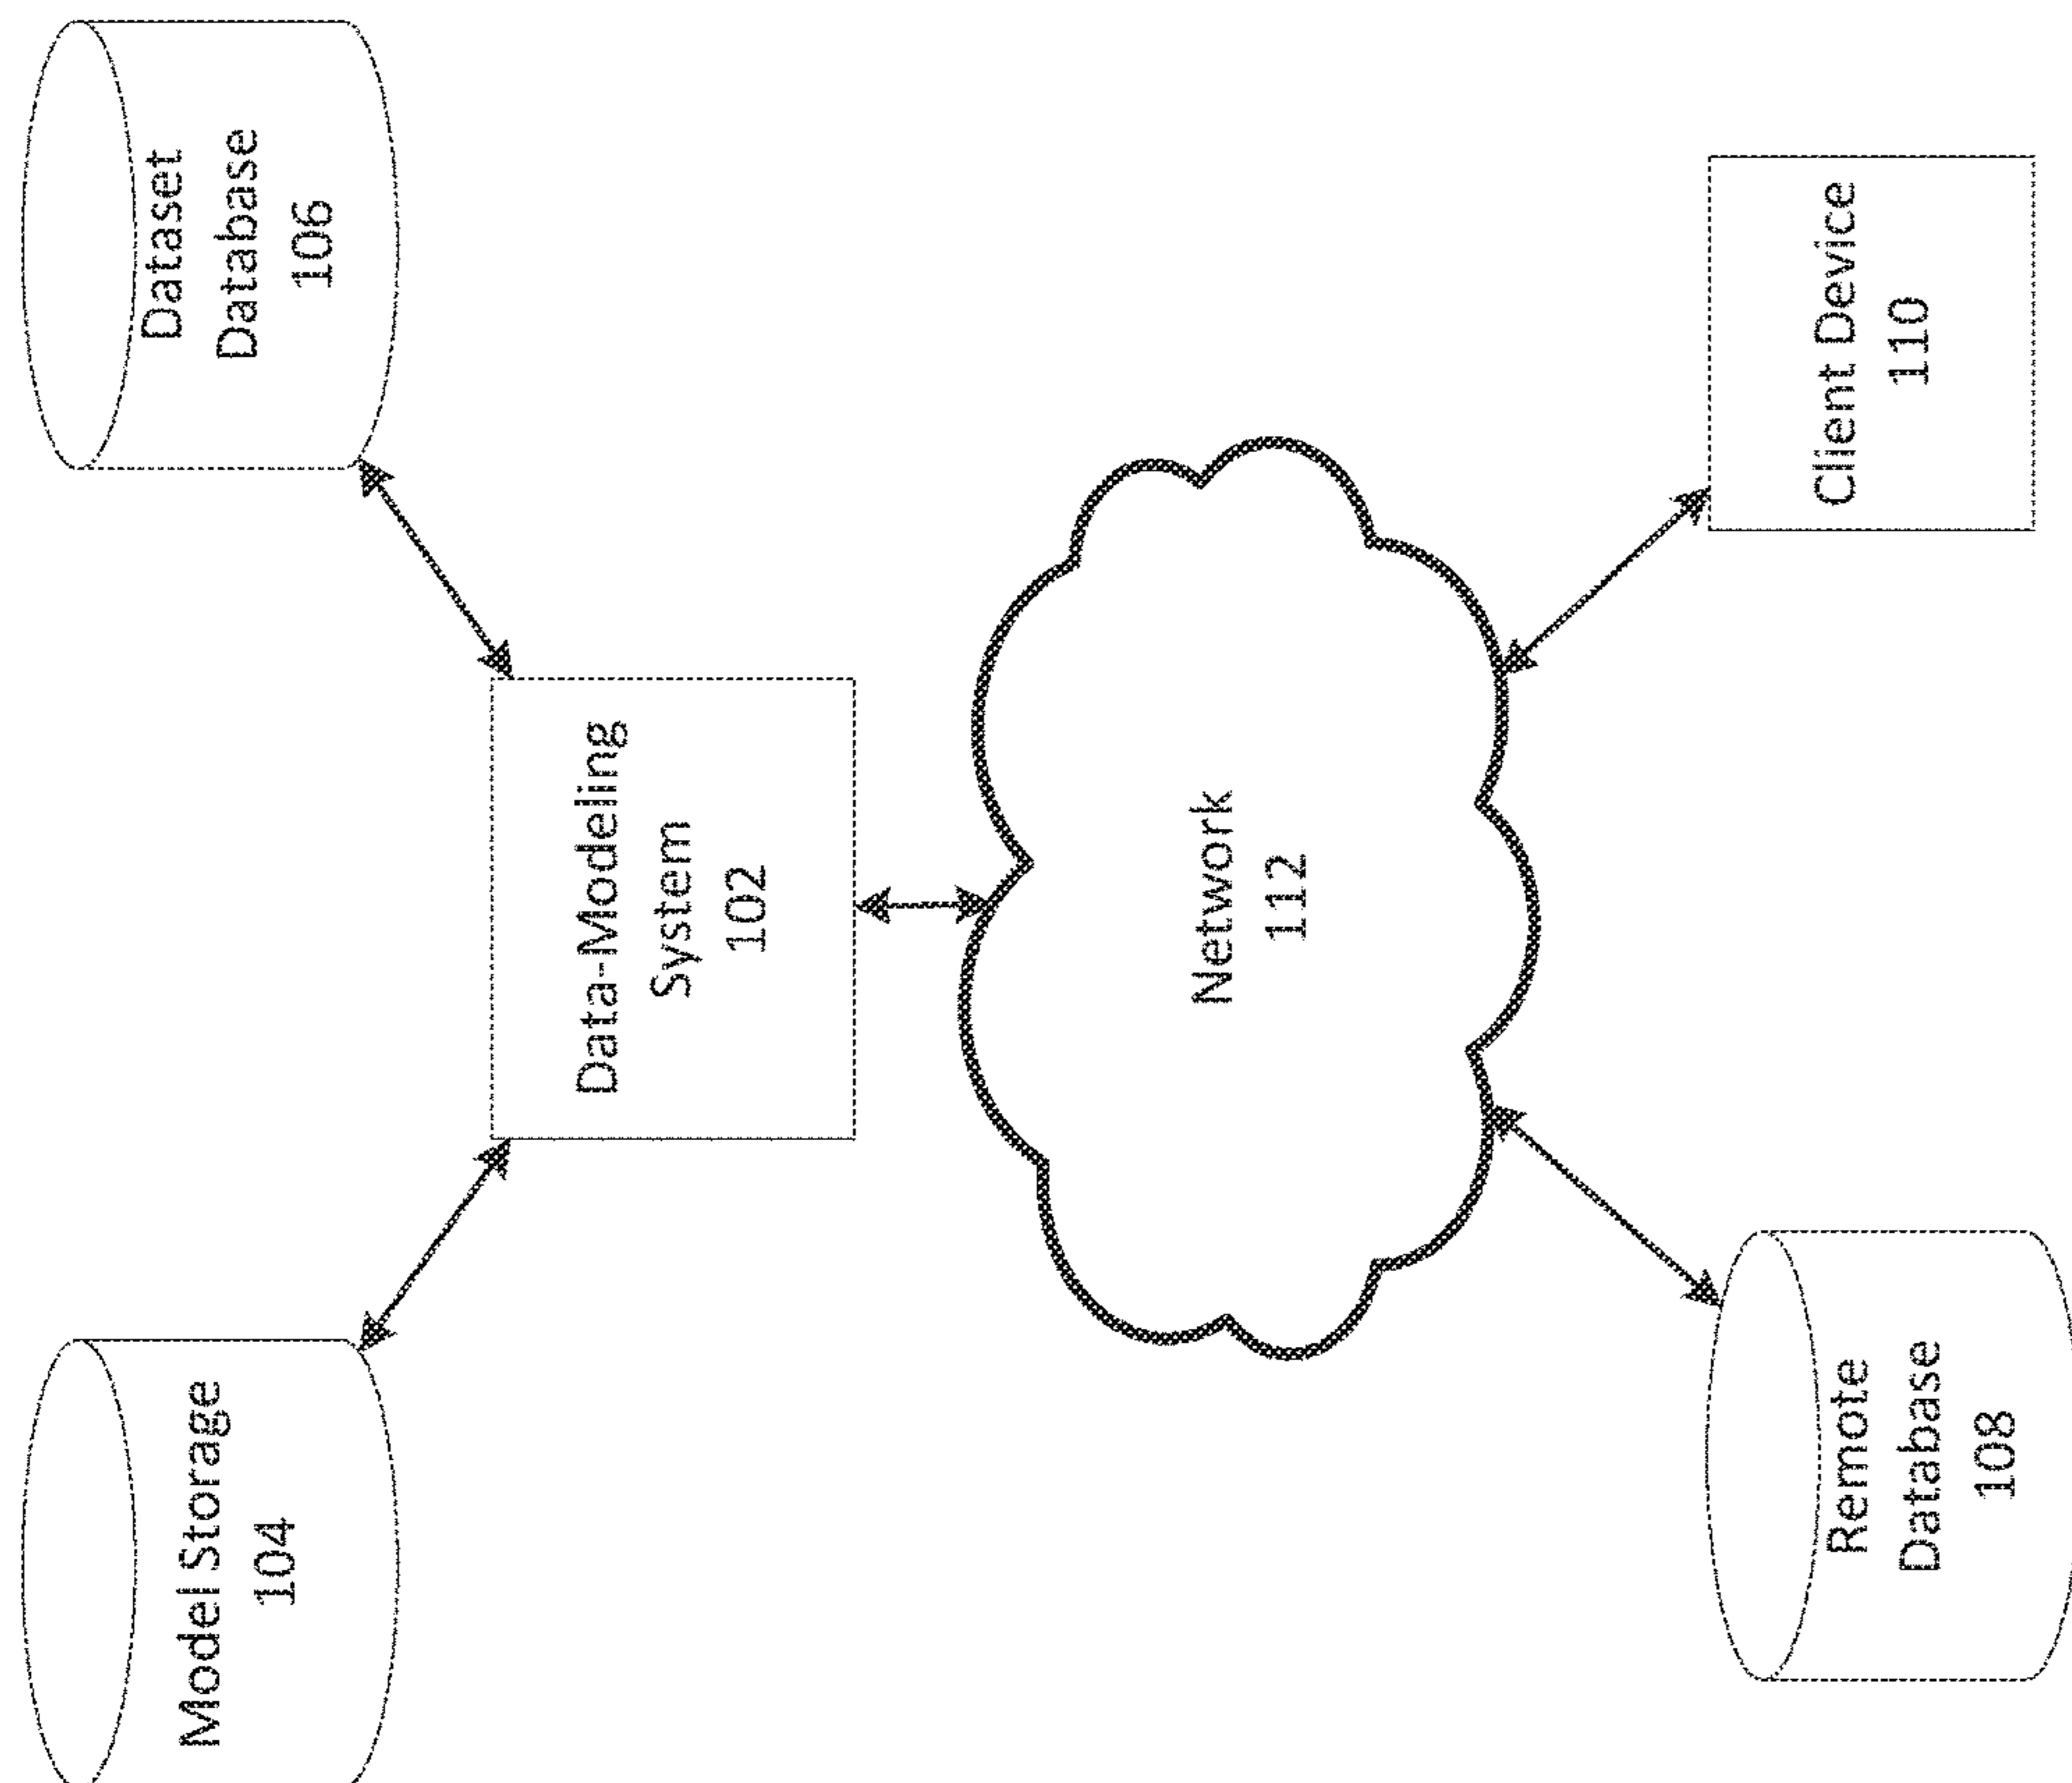 Model Storage
104
Dataset
Database
106
Data-Modeling
System
102
Network
112
Remote
Database
108
Client Device
110